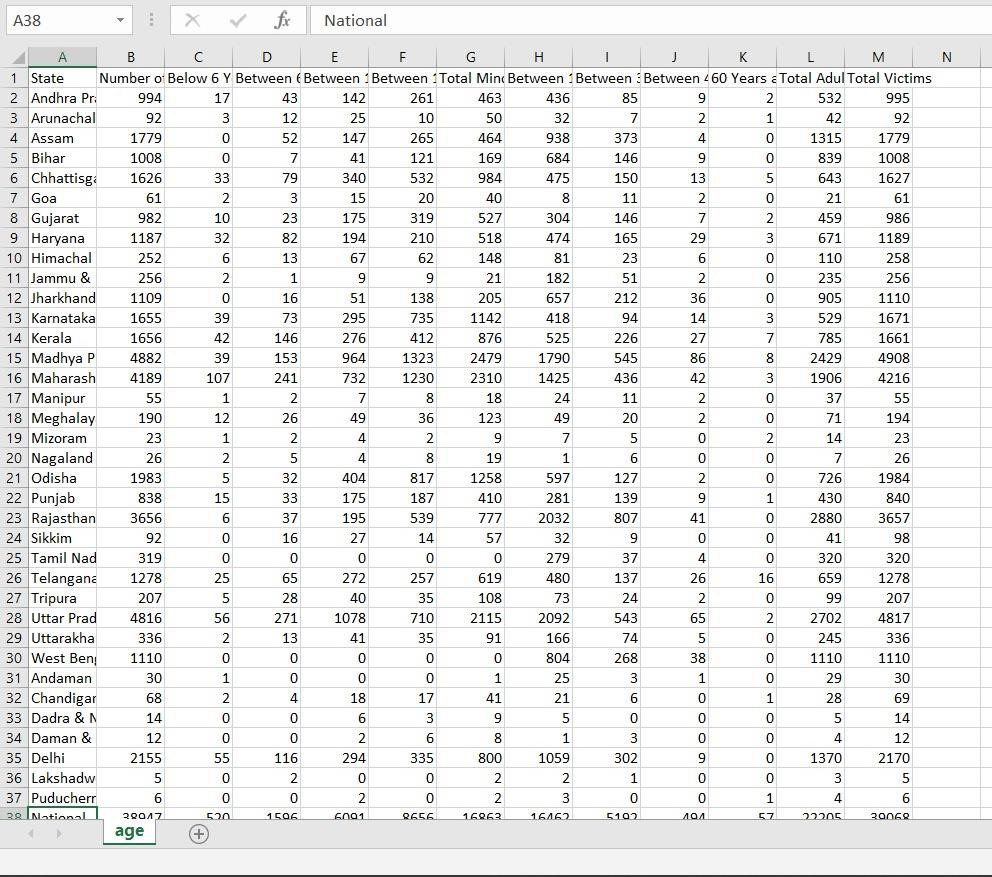 A38 fx National
A B C D E F G H I J K L M N
1 State Number of Below 6 Y Between 6 Between 1 Between 1 Total Mino Between 1 Between 3 Between 4 60 Years a Total Adul Total Victims
2 Andhra Pra 994 17 43 142 261 463 436 85 9 2 532 995
3 Arunachal 92 3 12 25 10 50 32 7 2 1 42 92
4 Assam 1779 0 52 147 265 464 938 373 4 0 1315 1779
5 Bihar 1008 0 7 41 121 169 684 146 9 0 839 1008
6 Chhattisga 1626 33 79 340 532 984 475 150 13 5 643 1627
7 Goa 61 2 3 15 20 40 8 11 2 0 21 61
8 Gujarat 982 10 23 175 319 527 304 146 7 2 459 986
9 Haryana 1187 32 82 194 210 518 474 165 29 3 671 1189
10 Himachal 252 6 13 67 62 148 81 23 6 0 110 258
11 Jammu & 256 2 1 9 9 21 182 51 2 0 235 256
12 Jharkhand 1109 0 16 51 138 205 657 212 36 0 905 1110
13 Karnataka 1655 39 73 295 735 1142 418 94 14 3 529 1671
14 Kerala 1656 42 146 276 412 876 525 226 27 7 785 1661
15 Madhya P 4882 39 153 964 1323 2479 1790 545 86 8 2429 4908
16 Maharash 4189 107 241 732 1230 2310 1425 436 42 3 1906 4216
17 Manipur 55 1 2 7 8 18 24 11 2 0 37 55
18 Meghalay 190 12 26 49 36 123 49 20 2 0 71 194
19 Mizoram 23 1 2 4 2 9 7 5 0 2 14 23
20 Nagaland 26 2 5 4 8 19 1 6 0 0 7 26
21 Odisha 1983 5 32 404 817 1258 597 127 2 0 726 1984
22 Punjab 838 15 33 175 187 410 281 139 9 1 430 840
23 Rajasthan 3656 6 37 195 539 777 2032 807 41 0 2880 3657
24 Sikkim 92 0 16 27 14 57 32 9 0 0 41 98
25 Tamil Nad 319 0 0 0 0 0 279 37 4 0 320 320
26 Telangana 1278 25 65 272 257 619 480 137 26 16 659 1278
27 Tripura 207 5 28 40 35 108 73 24 2 0 99 207
28 Uttar Prad 4816 56 271 1078 710 2115 2092 543 65 2 2702 4817
29 Uttarakha 336 2 13 41 35 91 166 74 5 0 245 336
30 West Beng 1110 0 0 0 0 0 804 268 38 0 1110 1110
31 Andaman 30 1 0 0 0 1 25 3 1 0 29 30
32 Chandigar 68 2 4 18 17 41 21 6 0 1 28 69
33 Dadra & N 14 0 0 6 3 9 5 0 0 0 5 14
34 Daman & 12 0 0 2 6 8 1 3 0 0 4 12
35 Delhi 2155 55 116 294 335 800 1059 302 9 0 1370 2170
36 Lakshadw 5 0 2 0 0 2 2 1 0 0 3 5
37 Puducherr 6 0 0 2 0 2 3 0 0 1 4 6
38 National 38947 520 1596 6091 8656 16863 16462 5192 494 57 22205 39068
age